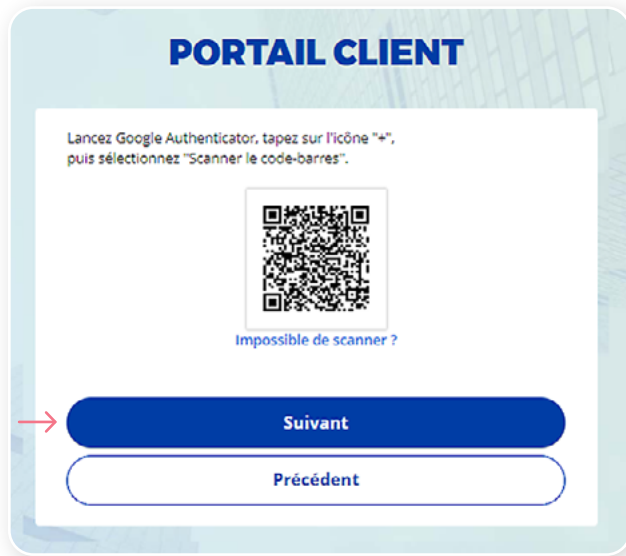 PORTAIL CLIENT
Lancez Google Authenticator, tapez sur l'icône "+",
puis sélectionnez "Scanner le code-barres".
Impossible de scanner ?
Suivant
Précédent